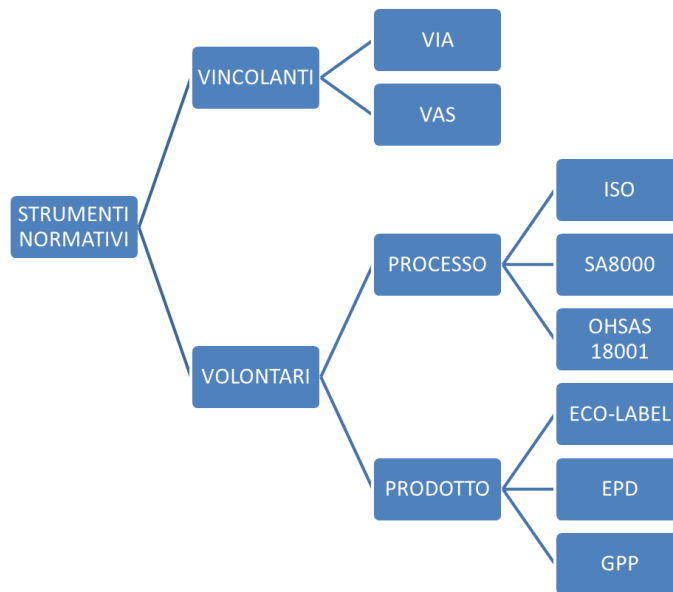 STRUMENTI
NORMATIVI
VINCOLANTI
VIA
VAS
VOLONTARI
PROCESSO
ISO
SA8000
OHSAS
18001
PRODOTTO
ECO-LABEL
EPD
GPP